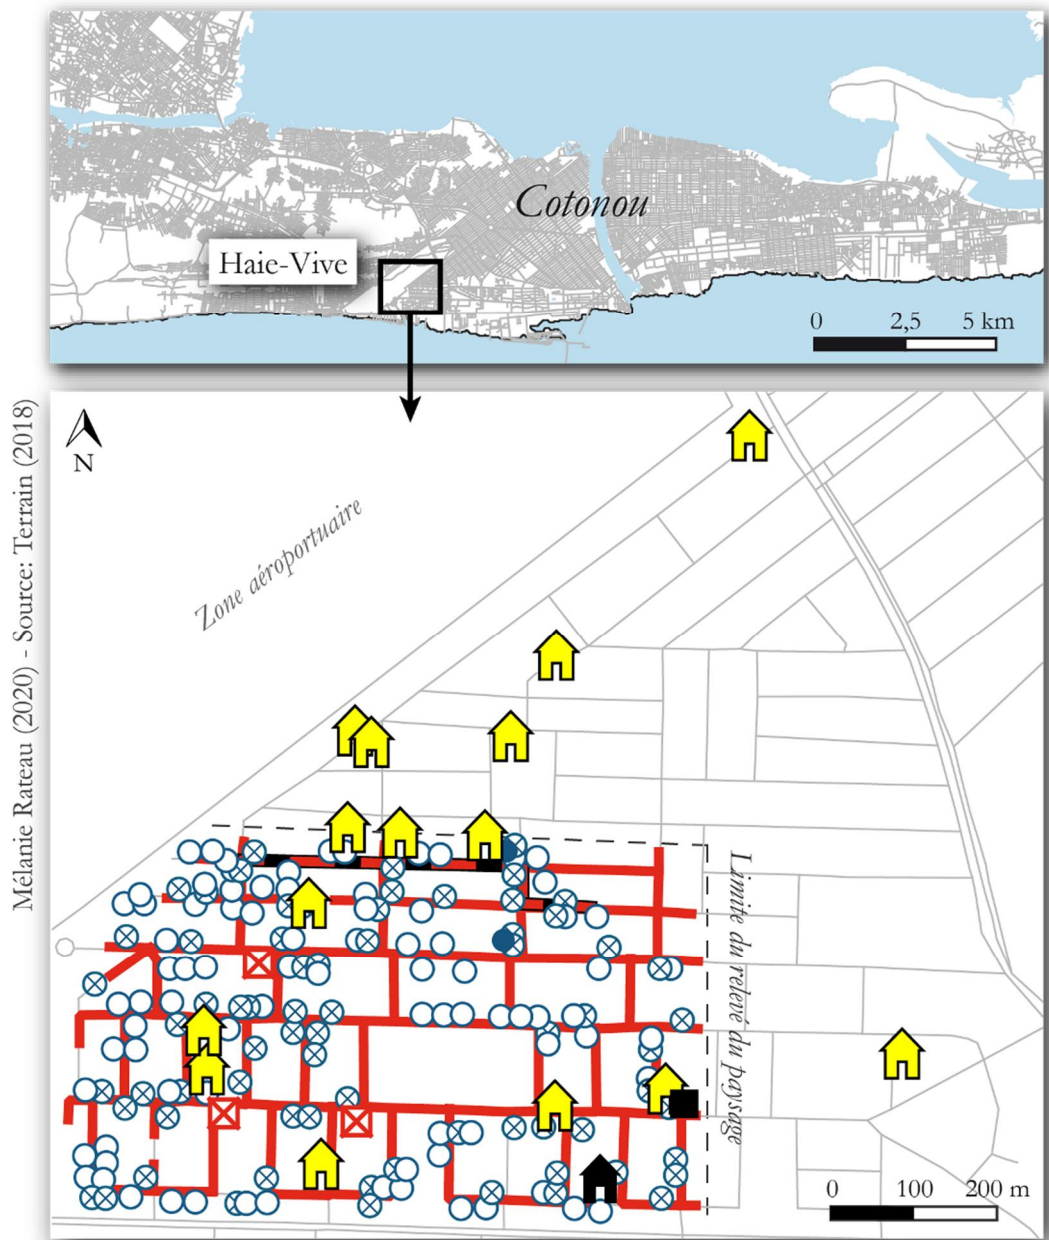 Cotonou
Haie-Vive
0 2,5 5 km
Mélanie Rateau (2020) - Source: Terrain (2018)
N
Zone aéroportuaire
Limite du relevé du paysage
0 100 200 m